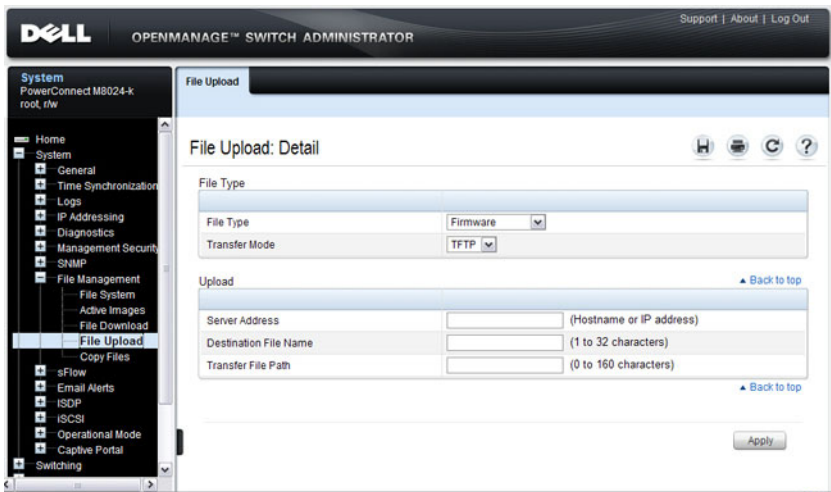 DELL
OPENMANAGE™ SWITCH ADMINISTRATOR
Support | About | Log Out
System
PowerConnect M8024-k
root, r/w
Home
System
General
Time Synchronization
Logs
IP Addressing
Diagnostics
Management Security
SNMP
File Management
File System
Active Images
File Download
File Upload
Copy Files
sFlow
Email Alerts
ISDP
iSCSI
Operational Mode
Captive Portal
Switching
File Upload
File Upload: Detail
File Type
File Type Firmware
Transfer Mode TFTP
Upload
Back to top
Server Address (Hostname or IP address)
Destination File Name (1 to 32 characters)
Transfer File Path (0 to 160 characters)
Back to top
Apply